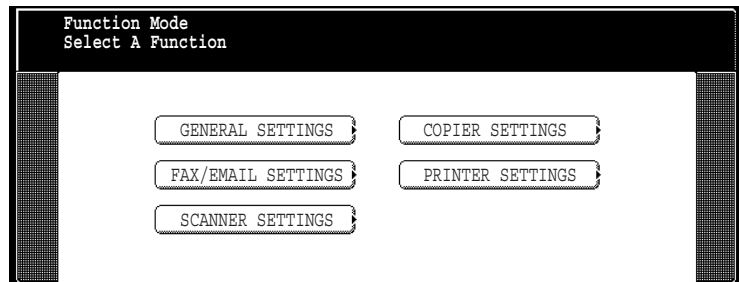 Function Mode
Select A Function
GENERAL SETTINGS
COPIER SETTINGS
FAX/EMAIL SETTINGS
PRINTER SETTINGS
SCANNER SETTINGS